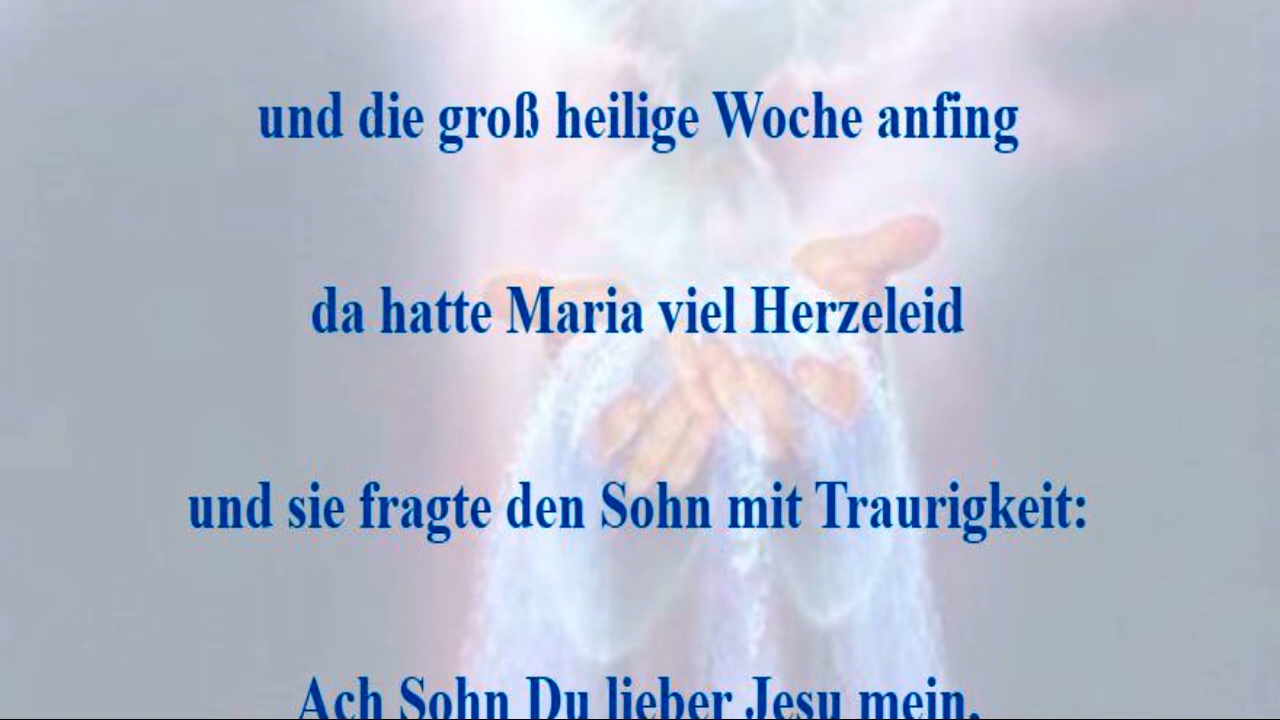 und die groß heilige Woche anfing
da hatte Maria viel Herzeleid
und sie fragte den Sohn mit Traurigkeit:
Ach Sohn Du lieber Jesu mein,